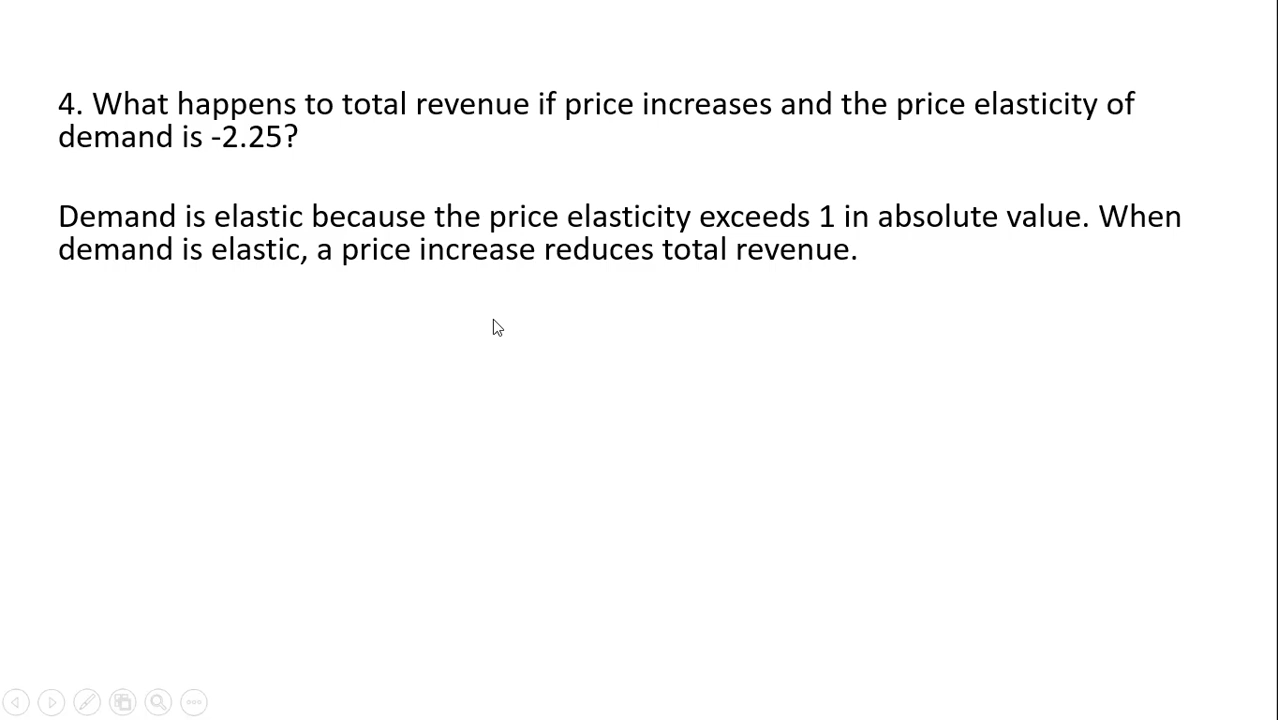 4. What happens to total revenue if price increases and the price elasticity of
demand is -2.25?
Demand is elastic because the price elasticity exceeds 1 in absolute value. When
demand is elastic, a price increase reduces total revenue.